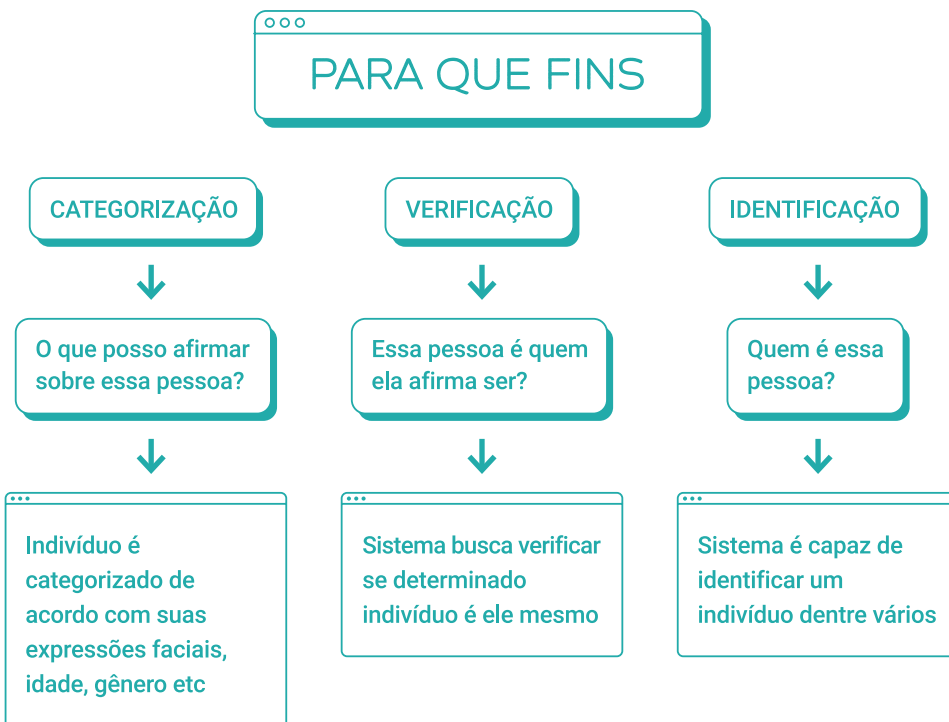 PARA QUE FINS
CATEGORIZAÇÃO
O que posso afirmar
sobre essa pessoa?
Indivíduo é
categorizado de
acordo com suas
expressões faciais,
idade, gênero etc
VERIFICAÇÃO
Essa pessoa é quem
ela afirma ser?
Sistema busca verificar
se determinado
indivíduo é ele mesmo
IDENTIFICAÇÃO
Quem é essa
pessoa?
Sistema é capaz de
identificar um
indivíduo dentre vários